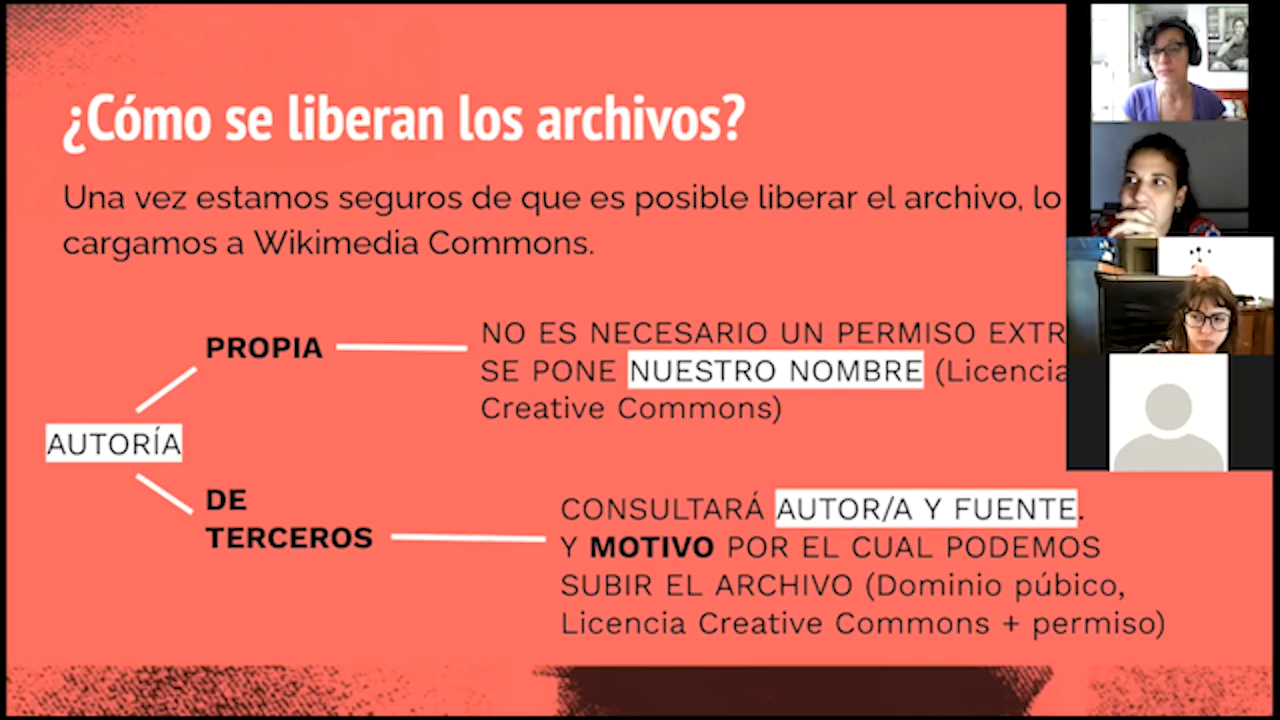 ¿Cómo se liberan los archivos?
Una vez estamos seguros de que es posible liberar el archivo, lo
cargamos a Wikimedia Commons.
PROPIA
NO ES NECESARIO UN PERMISO EXTR
SE PONE NUESTRO NOMBRE (Licencia
Creative Commons)
AUTORÍA
DE
TERCEROS
CONSULTARÁ AUTOR/A Y FUENTE.
Y MOTIVO POR EL CUAL PODEMOS
SUBIR EL ARCHIVO (Dominio púbico,
Licencia Creative Commons + permiso)